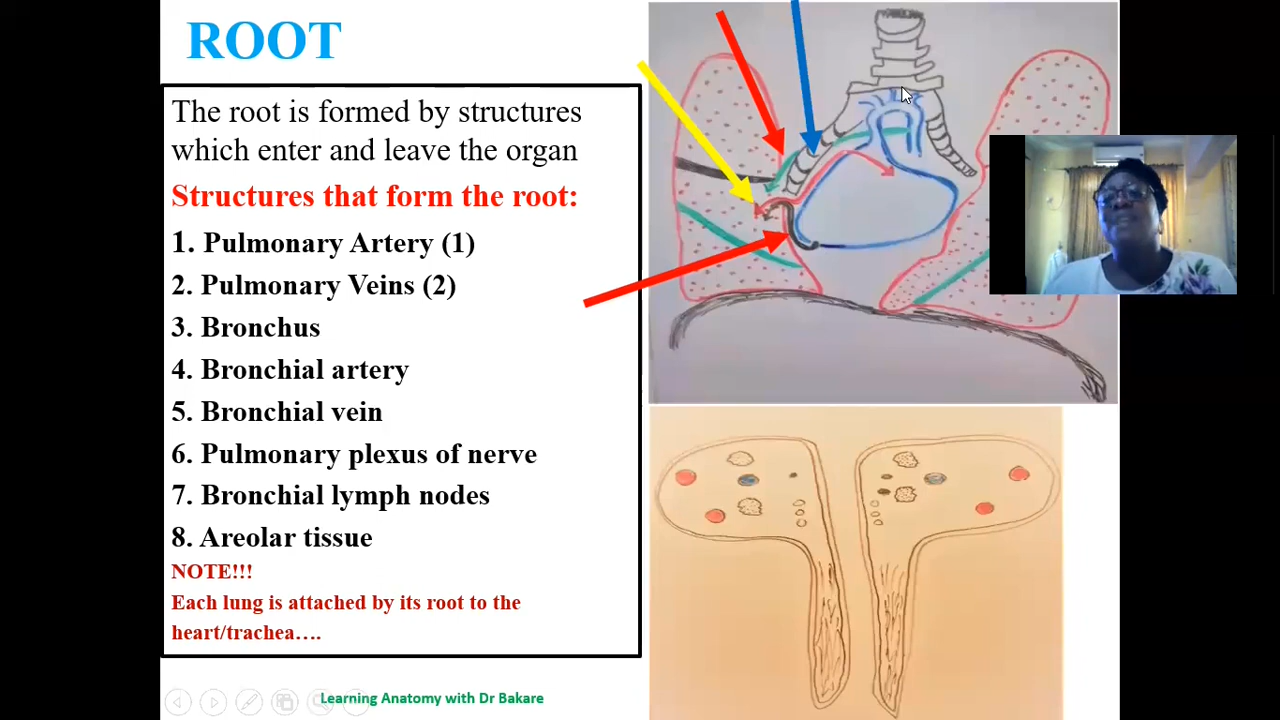 ROOT
The root is formed by structures
which enter and leave the organ
Structures that form the root:
1. Pulmonary Artery (1)
2. Pulmonary Veins (2)
3. Bronchus
4. Bronchial artery
5. Bronchial vein
6. Pulmonary plexus of nerve
7. Bronchial lymph nodes
8. Areolar tissue
NOTE!!!
Each lung is attached by its root to the
heart/trachea….
Learning Anatomy with Dr Bakare